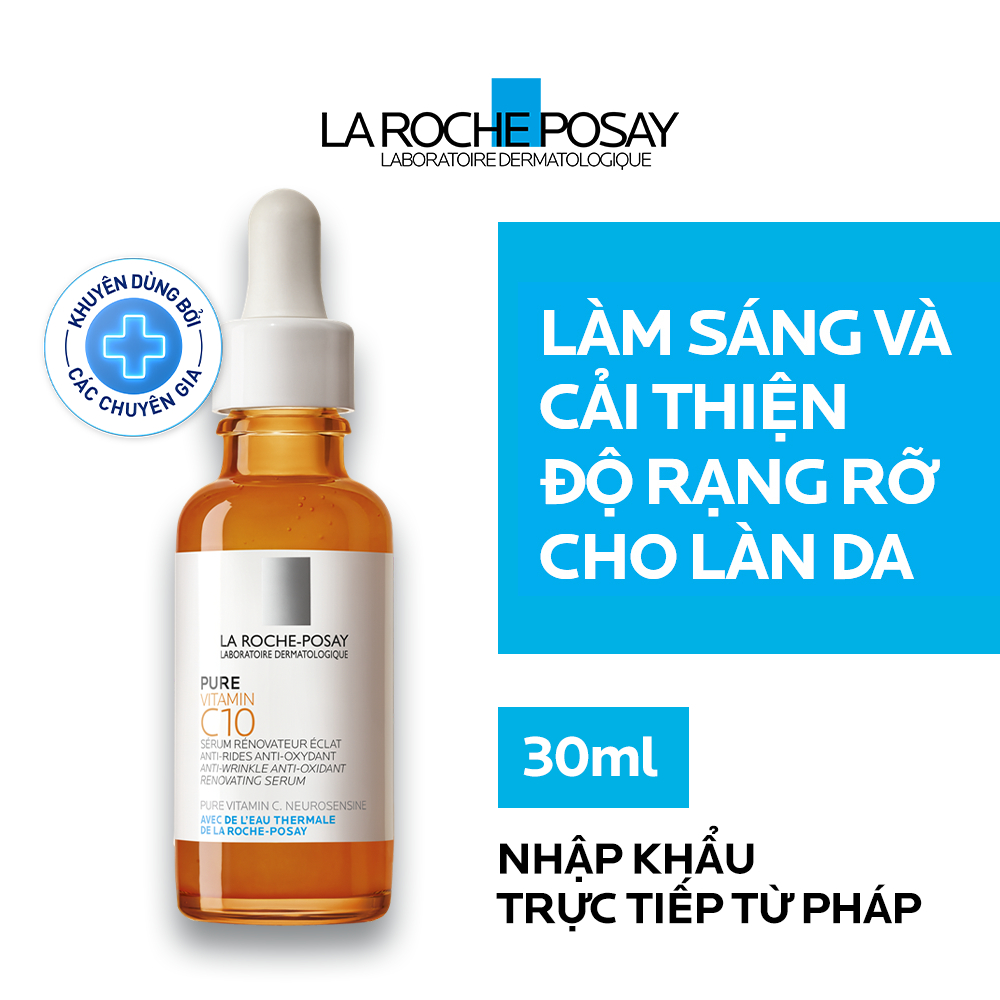 LA ROCHE POSAY
LABORATOIRE DERMATOLOGIQUE
KHUYÊN DÙNG BỞI
CÁC CHUYÊN GIA
LÀM SÁNG VÀ
CẢI THIỆN
ĐỘ RẠNG RỠ
CHO LÀN DA
LA ROCHE-POSAY
LABORATOIRE DERMATOLOGIQUE
PURE
VITAMIN
C10
SÉRUM RÉNOVATEUR ÉCLAT
ANTI-RIDES ANTI-OXYDANT
ANTI-WRINKLE ANTI-OXIDANT
RENOVATING SERUM
PURE VITAMIN C. NEUROSENSINE
AVEC DE L'EAU THERMALE
DE LA ROCHE-POSAY
30ml
NHẬP KHẨU
TRỰC TIẾP TỪ PHÁP